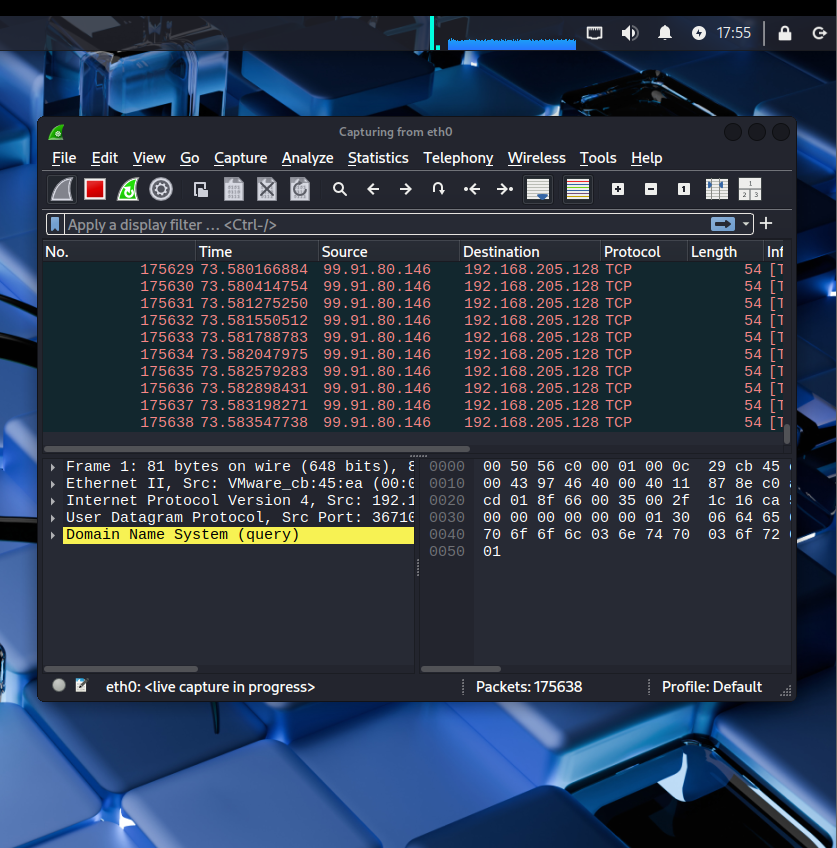 17:55
Capturing from eth0
File Edit View Go Capture Analyze Statistics Telephony Wireless Tools Help
Apply a display filter … <Ctrl-/>
No. Time Source Destination Protocol Length Inf
175629 73.580166884 99.91.80.146 192.168.205.128 TCP 54 [T
175630 73.580414754 99.91.80.146 192.168.205.128 TCP 54 [T
175631 73.581275250 99.91.80.146 192.168.205.128 TCP 54 [T
175632 73.581550512 99.91.80.146 192.168.205.128 TCP 54 [T
175633 73.581788783 99.91.80.146 192.168.205.128 TCP 54 [T
175634 73.582047975 99.91.80.146 192.168.205.128 TCP 54 [T
175635 73.582579283 99.91.80.146 192.168.205.128 TCP 54 [T
175636 73.582898431 99.91.80.146 192.168.205.128 TCP 54 [T
175637 73.583198271 99.91.80.146 192.168.205.128 TCP 54 [T
175638 73.583547738 99.91.80.146 192.168.205.128 TCP 54 [T
Frame 1: 81 bytes on wire (648 bits), 8
Ethernet II, Src: VMware_cb:45:ea (00:0
Internet Protocol Version 4, Src: 192.1
User Datagram Protocol, Src Port: 36710
Domain Name System (query)
0000 00 50 56 c0 00 01 00 0c 29 cb 45
0010 00 43 97 46 40 00 40 11 87 8e c0
0020 cd 01 8f 66 00 35 00 2f 1c 16 ca
0030 00 00 00 00 00 00 01 30 06 64 65
0040 70 6f 6f 6c 03 6e 74 70 03 6f 72
0050 01
eth0: <live capture in progress> Packets: 175638 Profile: Default